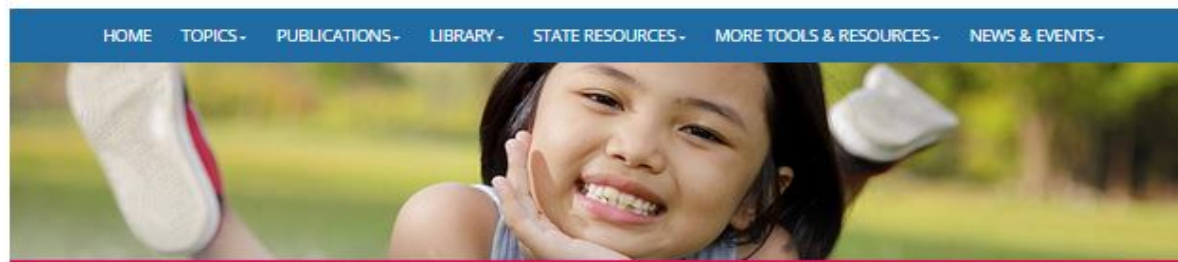 HOME TOPICS- PUBLICATIONS- LIBRARY- STATE RESOURCES- MORE TOOLS & RESOURCES- NEWS & EVENTS-